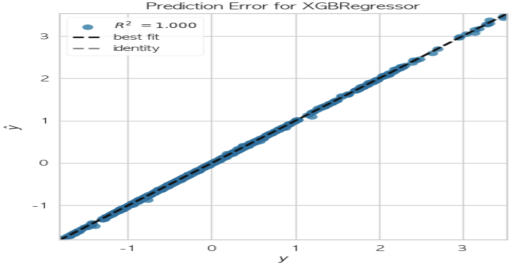 Prediction Error for XGBRegressor
R² = 1.000
best fit
identity
3
2
1
0
-1
ŷ
-1 0 1 2 3
y